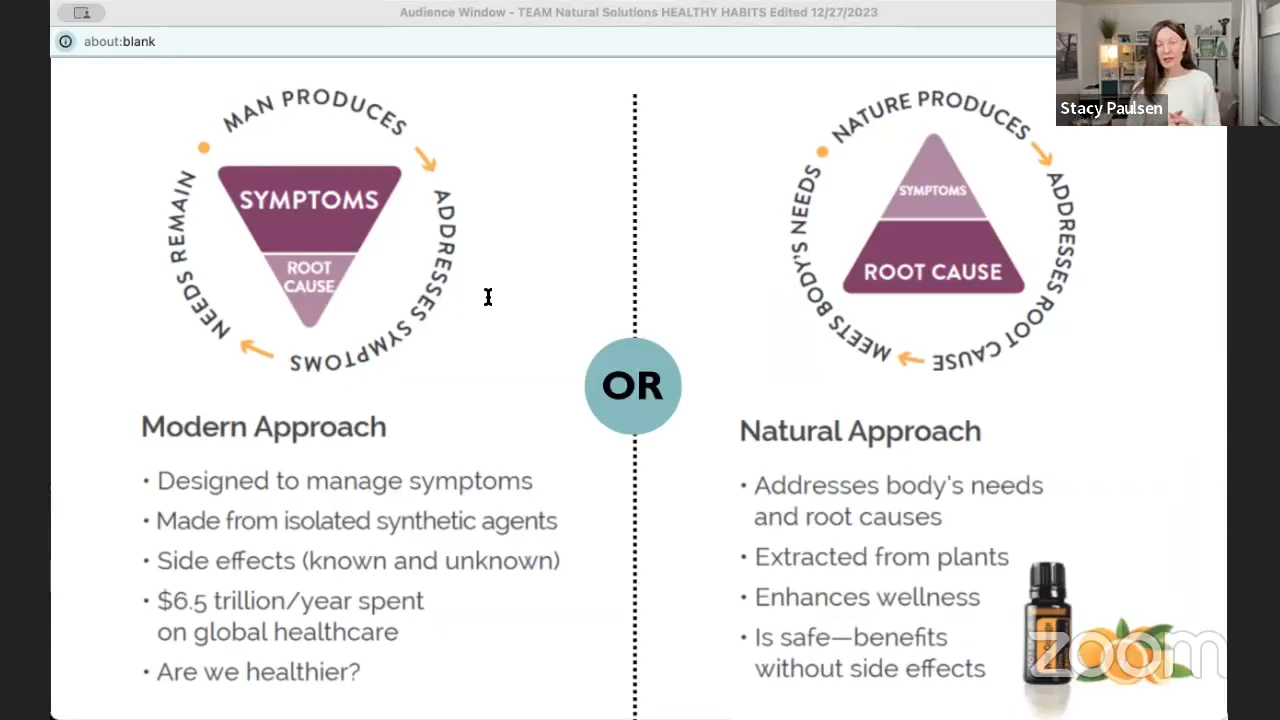 Audience Window - TEAM Natural Solutions HEALTHY HABITS Edited 12/27/2023
about:blank
Stacy Paulsen
MAN PRODUCES
ADDRESSES SYMPTOMS
NEEDS REMAIN
SYMPTOMS
ROOT
CAUSE
Modern Approach
• Designed to manage symptoms
• Made from isolated synthetic agents
• Side effects (known and unknown)
• $6.5 trillion/year spent
on global healthcare
• Are we healthier?
OR
NATURE PRODUCES
ADDRESSES ROOT CAUSE
MEETS BODY'S NEEDS
SYMPTOMS
ROOT CAUSE
Natural Approach
• Addresses body's needs
and root causes
• Extracted from plants
• Enhances wellness
• Is safe—benefits
without side effects
zoom